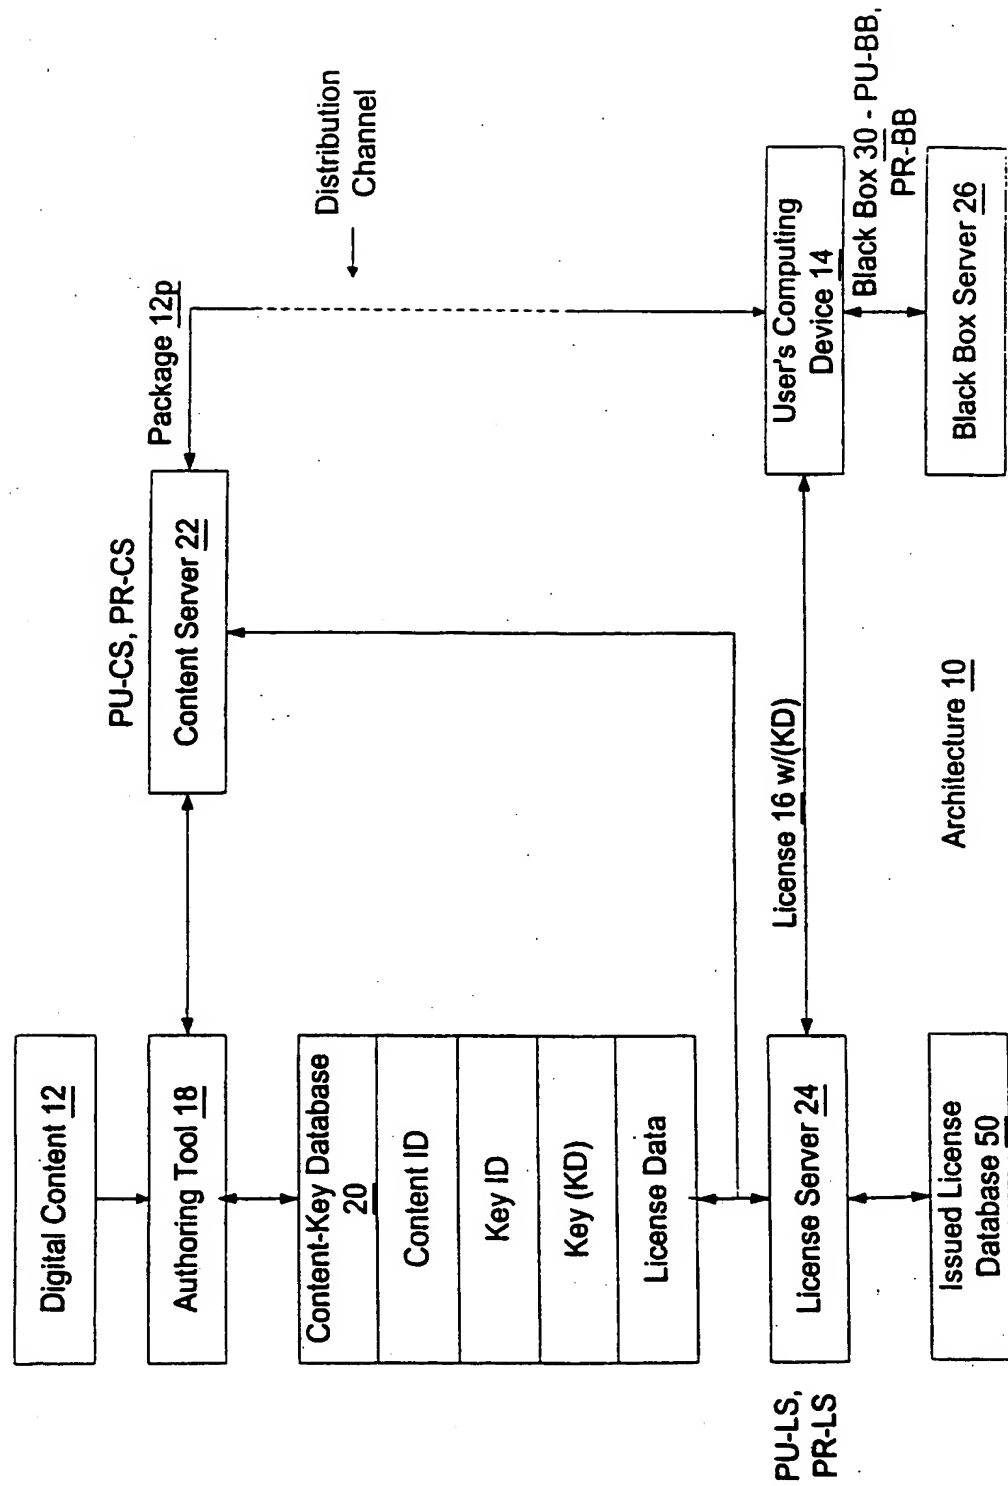 Digital Content 12
Authoring Tool 18
Content-Key Database
20
Content ID
Key ID
Key (KD)
License Data
PU-LS,
PR-LS
License Server 24
Issued License
Database 50
PU-CS, PR-CS
Content Server 22
Package 12p
Distribution
Channel
License 16 w/(KD)
User's Computing
Device 14
Black Box 30 - PU-BB,
PR-BB
Black Box Server 26
Architecture 10